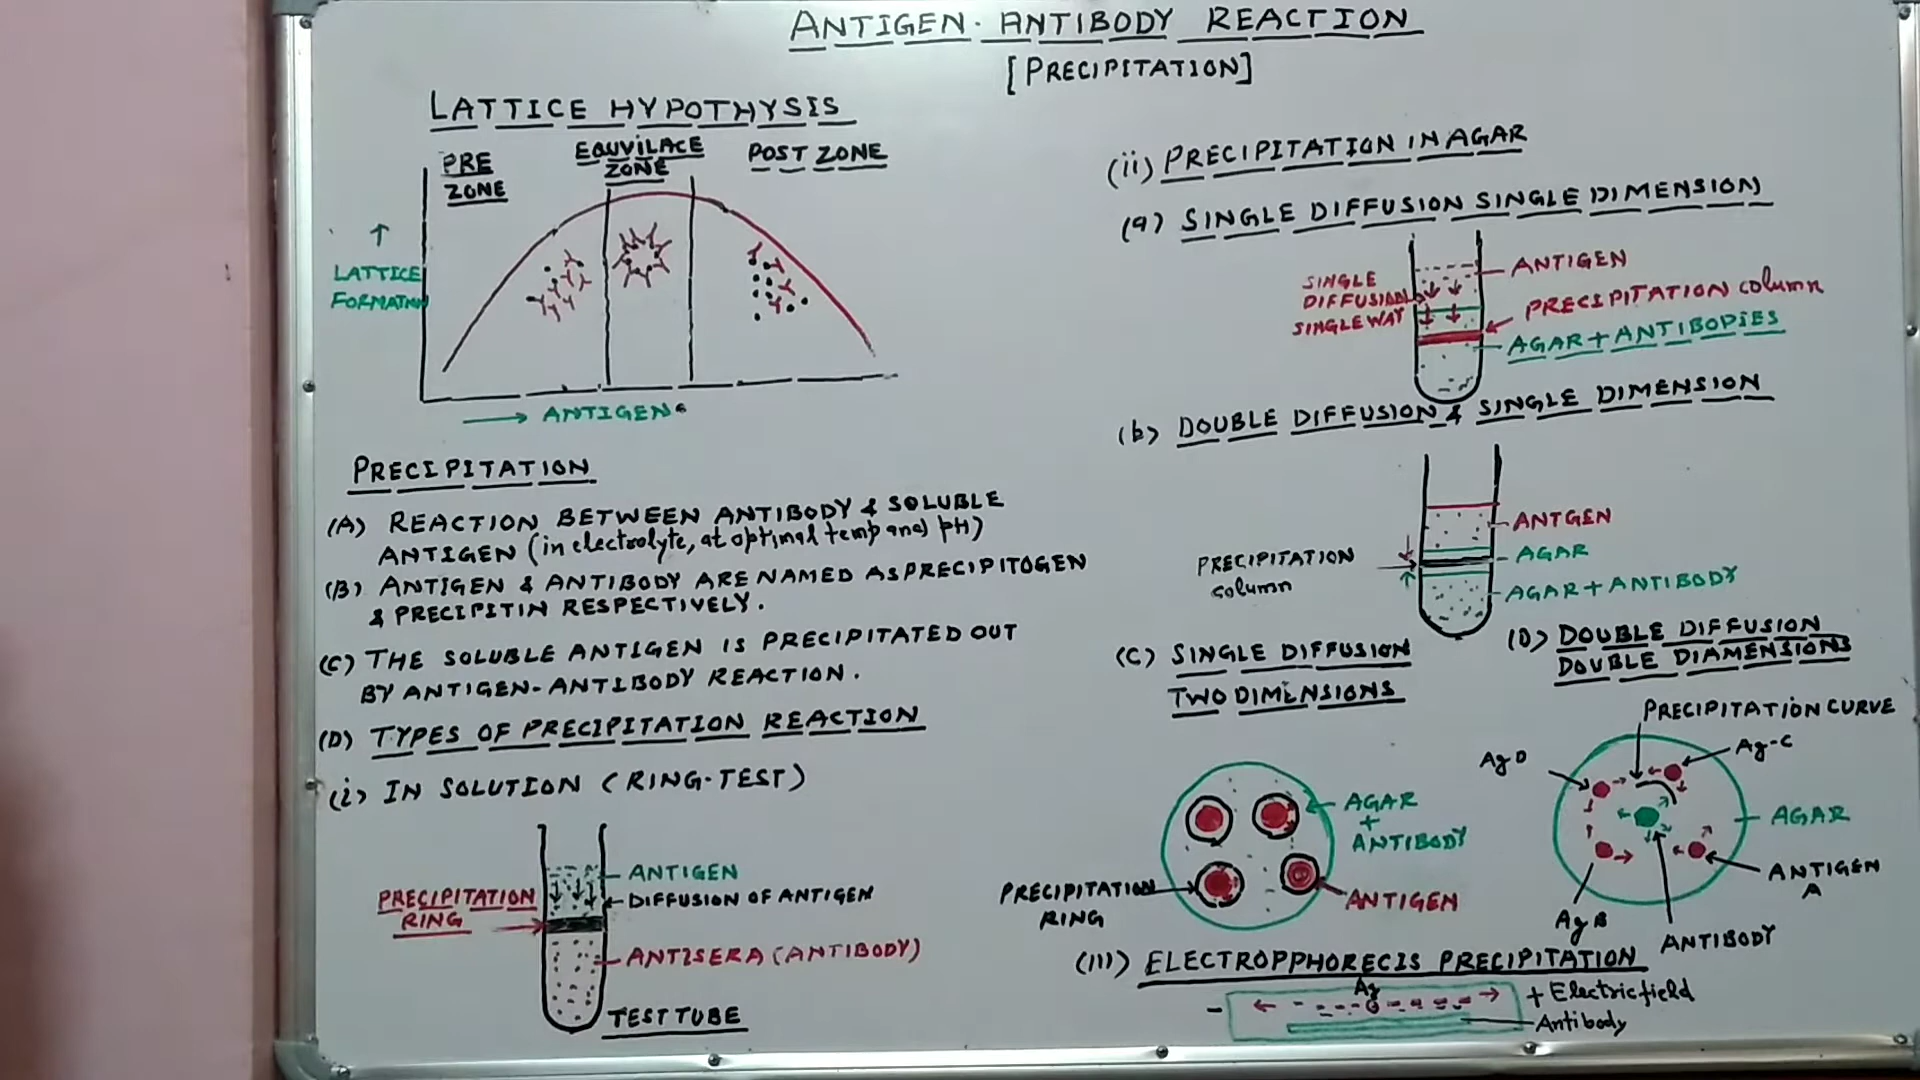 ANTIGEN-ANTIBODY REACTION
[PRECIPITATION]
LATTICE HYPOTHYSIS
PRE
ZONE
EQUVILACE
ZONE
POST ZONE
↑
LATTICE
FORMATION
→ ANTIGEN
PRECIPITATION
(A) REACTION BETWEEN ANTIBODY & SOLUBLE
ANTIGEN (in electrolyte, at optimal temp and pH)
(B) ANTIGEN & ANTIBODY ARE NAMED AS PRECIPITOGEN
& PRECIPITIN RESPECTIVELY.
(C) THE SOLUBLE ANTIGEN IS PRECIPITATED OUT
BY ANTIGEN-ANTIBODY REACTION.
(D) TYPES OF PRECIPITATION REACTION
(i) IN SOLUTION (RING-TEST)
ANTIGEN
DIFFUSION OF ANTIGEN
PRECIPITATION
RING
ANTISERA (ANTIBODY)
TEST TUBE
(ii) PRECIPITATION IN AGAR
(a) SINGLE DIFFUSION SINGLE DIMENSION
SINGLE
DIFFUSION
SINGLE WAY
ANTIGEN
PRECIPITATION column
AGAR + ANTIBOPIES
(b) DOUBLE DIFFUSION & SINGLE DIMENSION
ANTGEN
AGAR
AGAR + ANTIBODY
PRECIPITATION
column
(C) SINGLE DIFFUSION
TWO DIMENSIONS
AGAR
+
ANTIBODY
ANTIGEN
PRECIPITATION
RING
(D) DOUBLE DIFFUSION
DOUBLE DIAMENSIONS
PRECIPITATION CURVE
Ag D
Ag-C
AGAR
ANTIGEN
A
Ag B
ANTIBODY
(III) ELECTROPPHORECIS PRECIPITATION
Ag
-
+ Electric field
Antibody